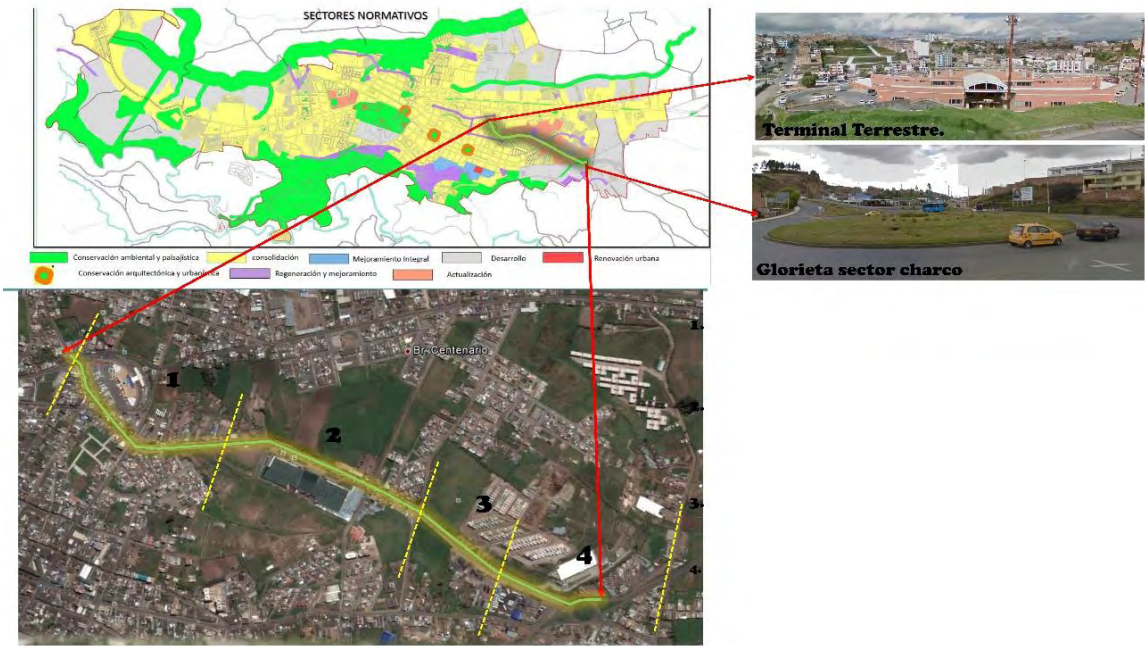 SECTORES NORMATIVOS
Conservación ambiental y paisajística
consolidación
Mejoramiento Integral
Desarrollo
Renovación urbana
Conservación arquitectónica y urbanística
Regeneración y mejoramiento
Actualización
Terminal Terrestre.
Glorieta sector charco
Br. Centenario
1
2
3
4
1.
2.
3.
4.